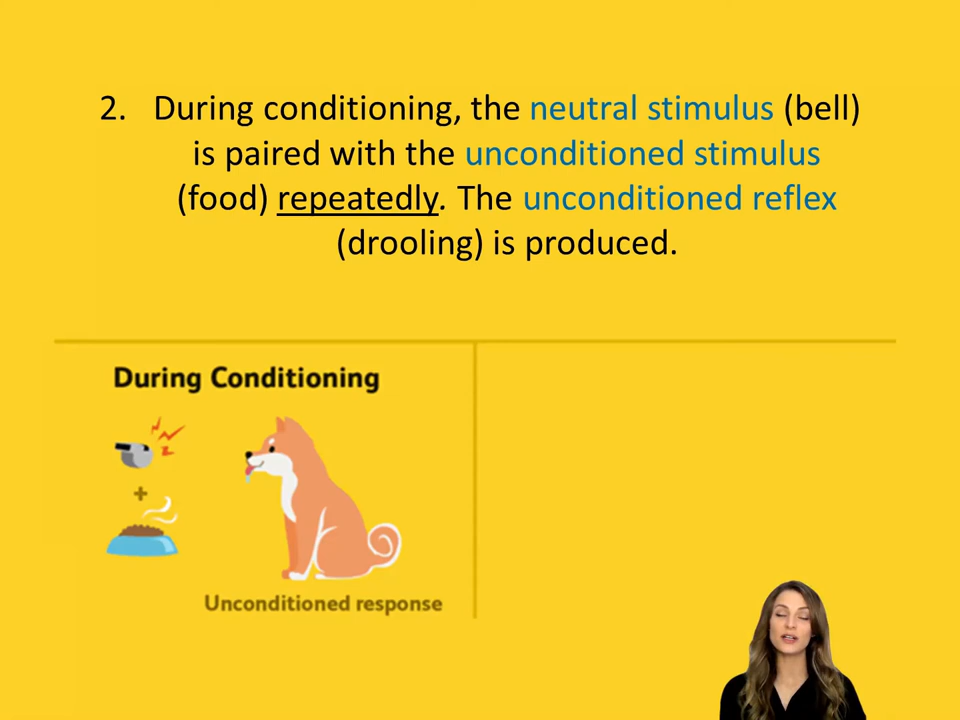 2. During conditioning, the neutral stimulus (bell)
is paired with the unconditioned stimulus
(food) repeatedly. The unconditioned reflex
(drooling) is produced.
During Conditioning
+
Unconditioned response